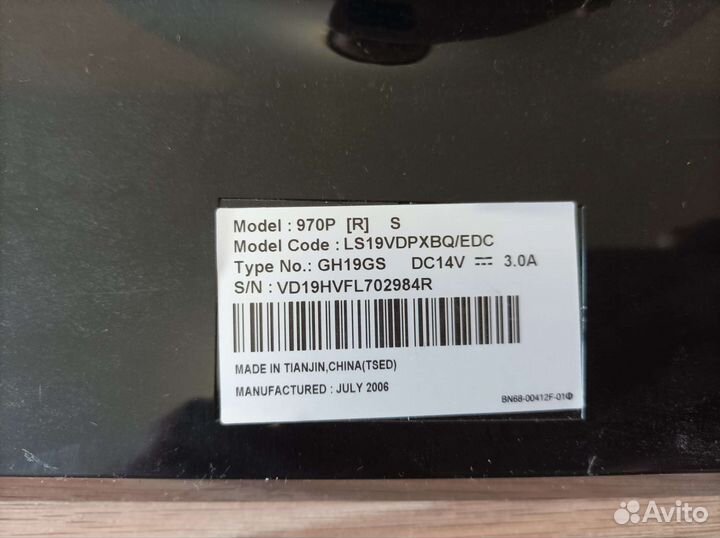 Model : 970P [R] S
Model Code : LS19VDPXBQ/EDC
Type No.: GH19GS DC14V ⎓ 3.0A
S/N : VD19HVFL702984R
MADE IN TIANJIN,CHINA(TSED)
MANUFACTURED : JULY 2006
BN68-00412F-01Φ
Avito